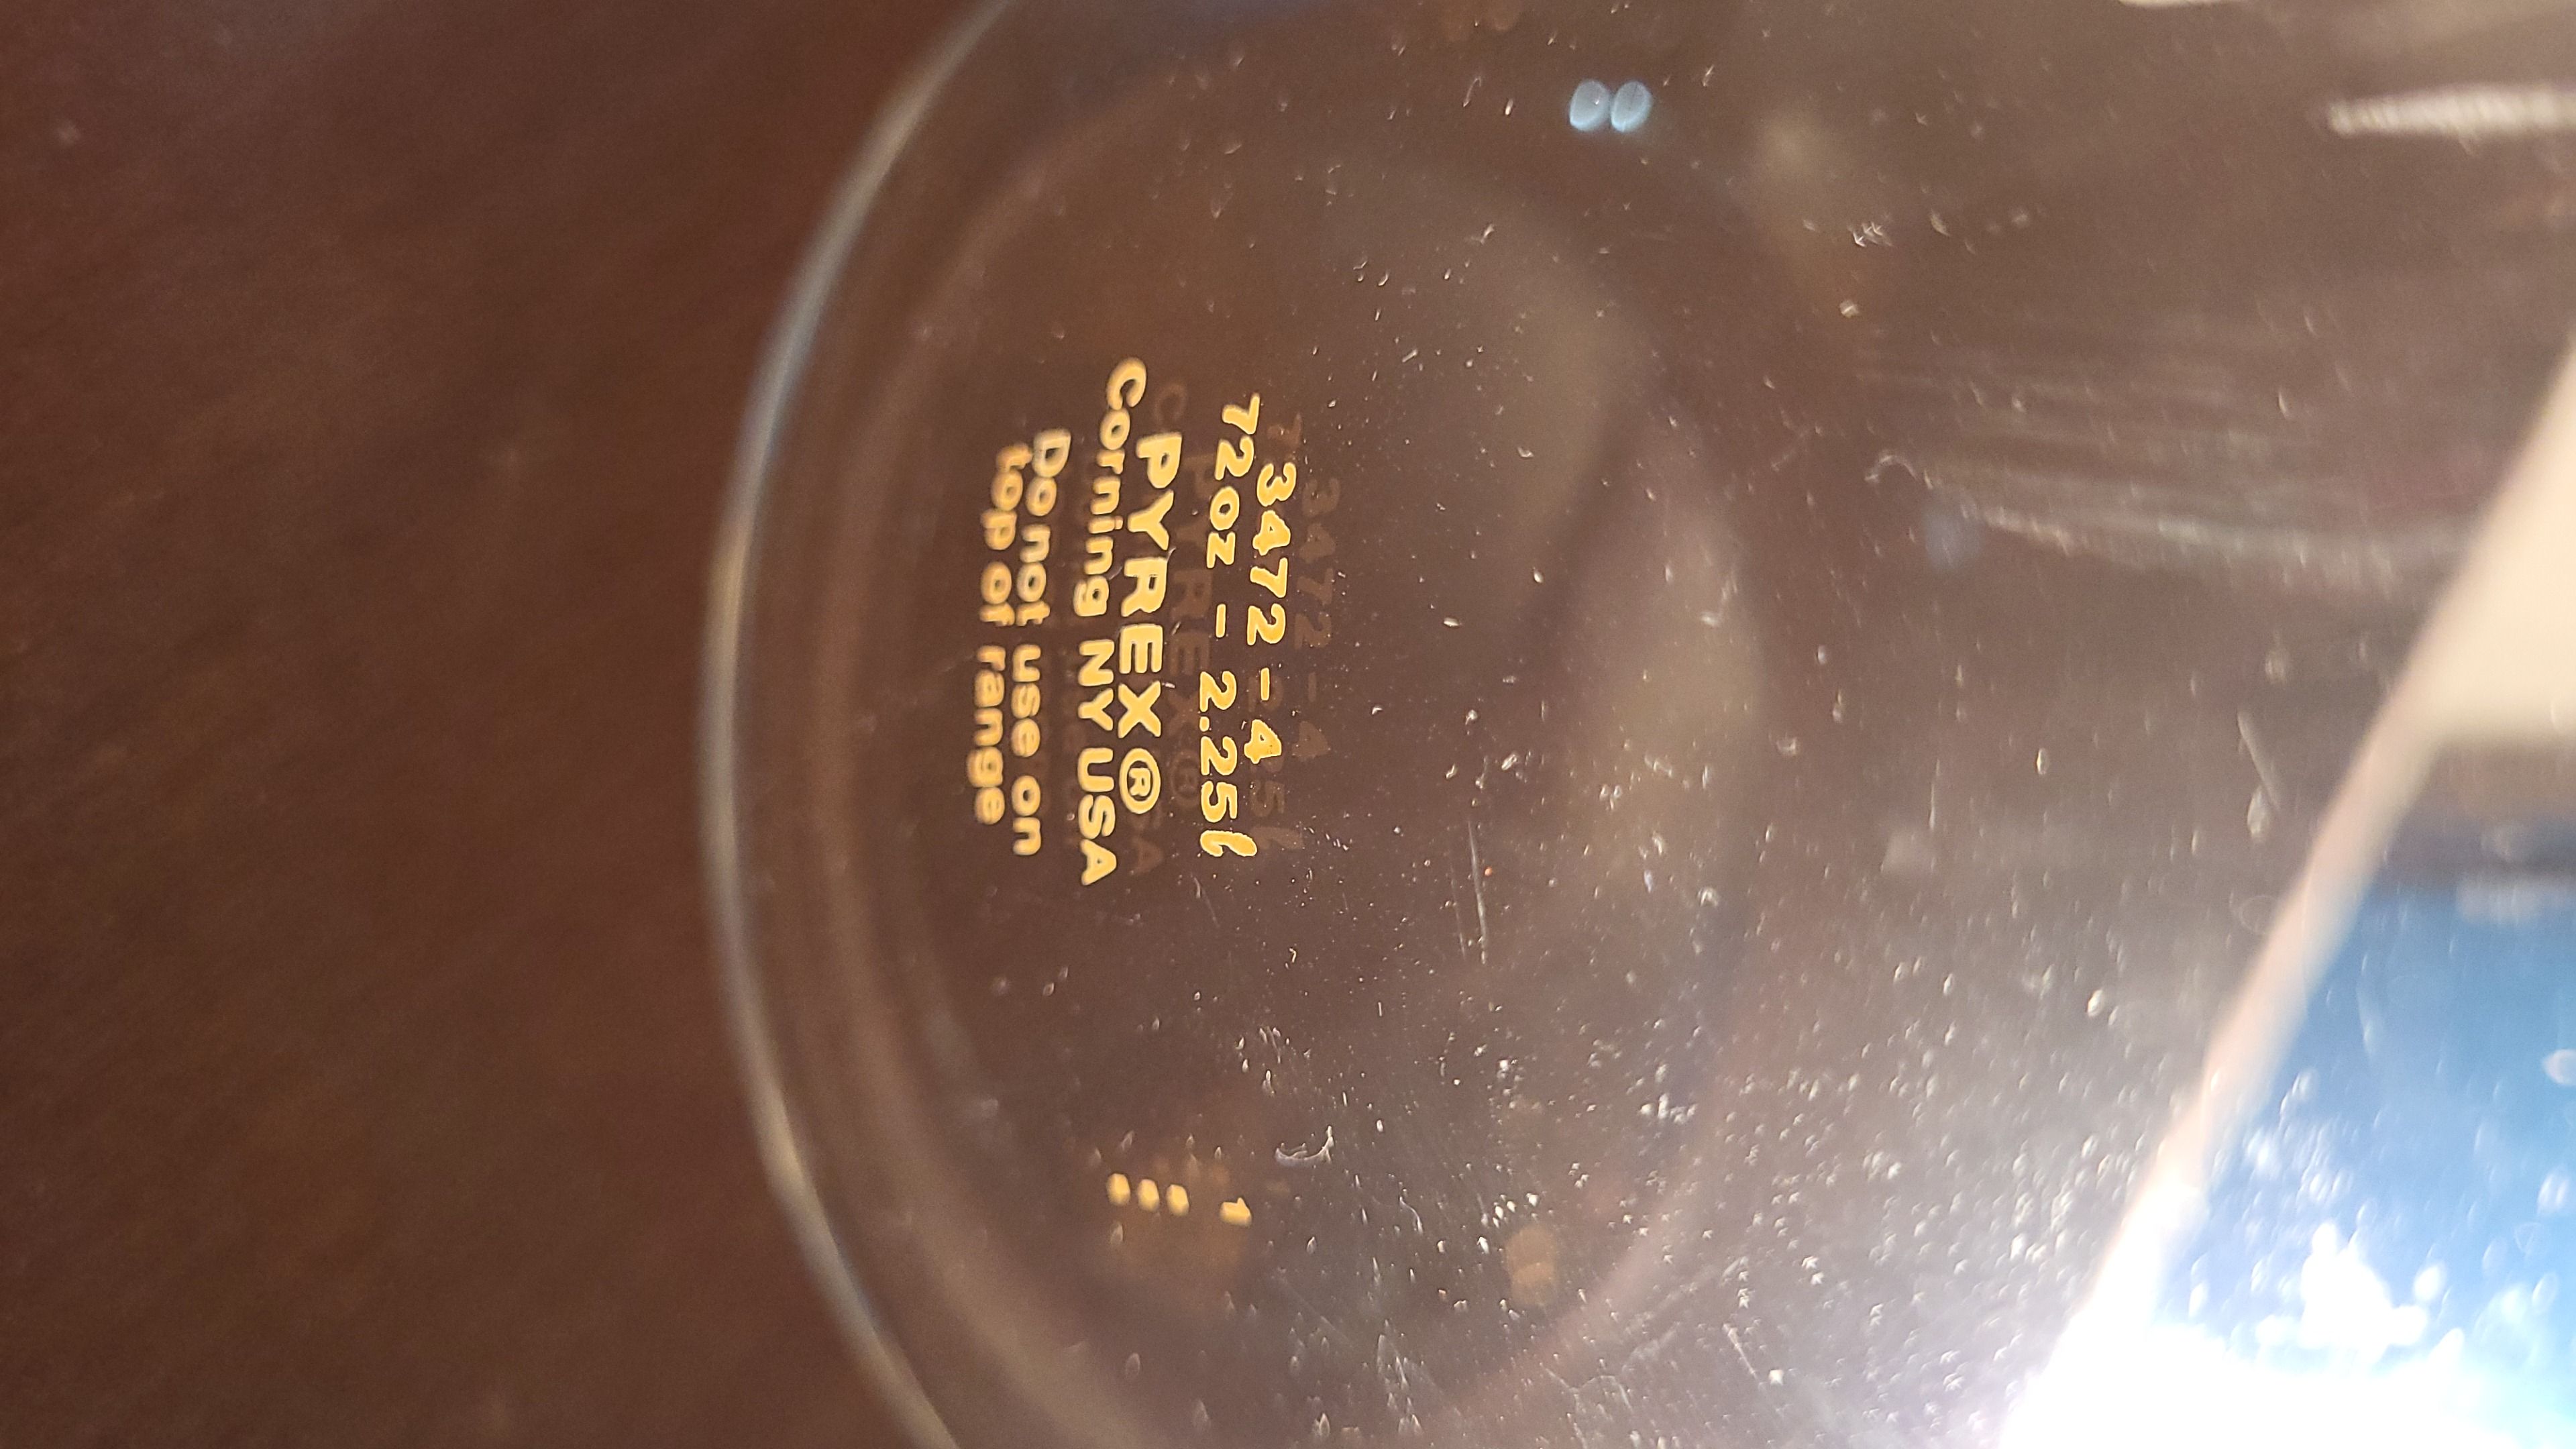 3472-4
72oz - 2.25l
PYREX®
Corning NY USA
Do not use on
top of range
1